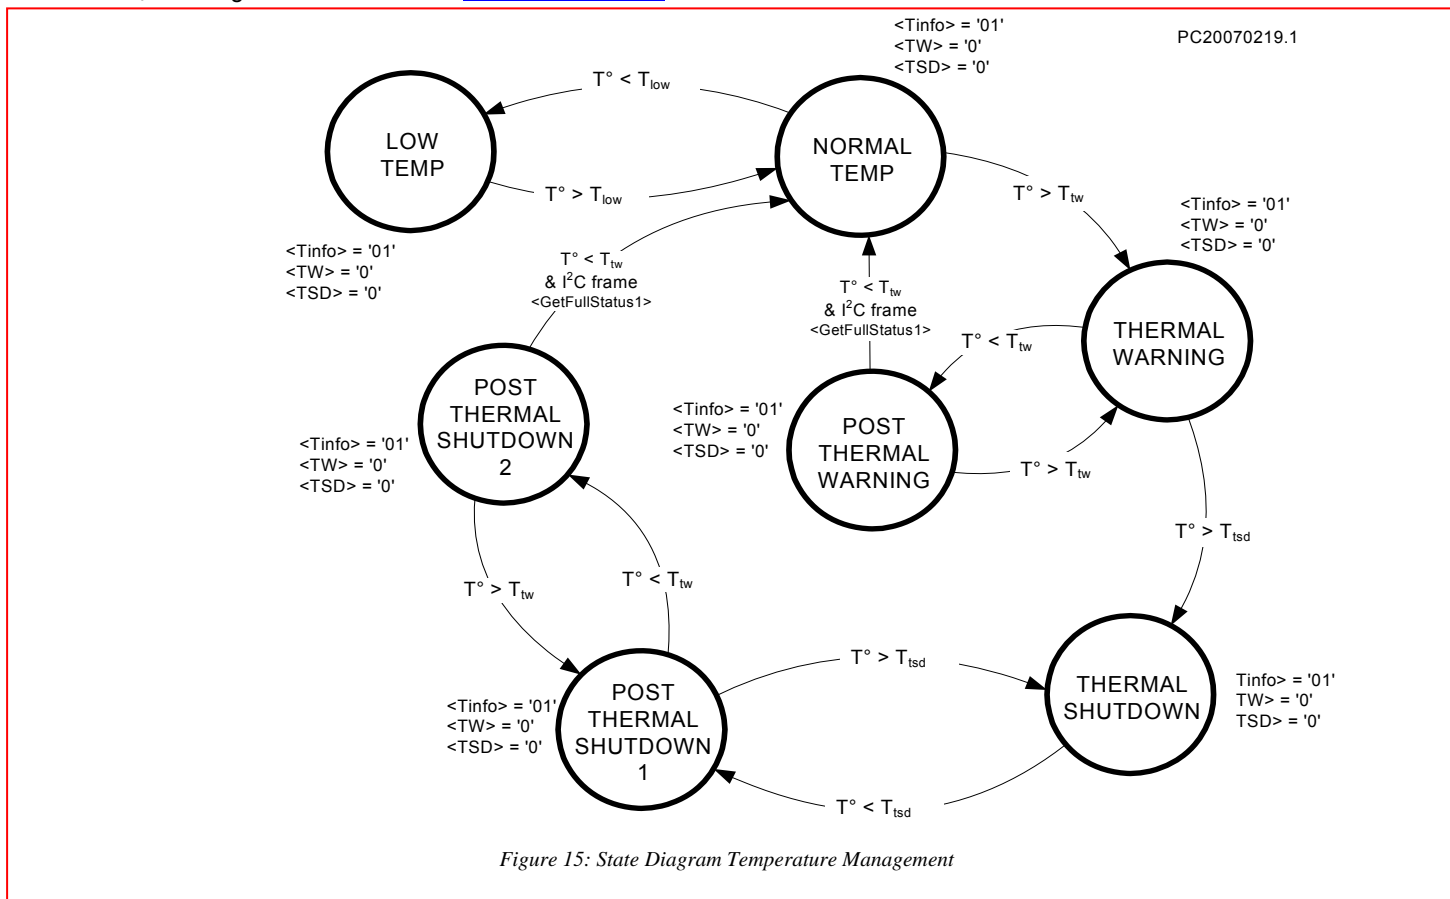 PC20070219.1
<Tinfo> = '01'
<TW> = '0'
<TSD> = '0'
T° < Tlow
LOW
TEMP
NORMAL
TEMP
T° > Tlow
T° > Ttw
<Tinfo> = '01'
<TW> = '0'
<TSD> = '0'
<Tinfo> = '01'
<TW> = '0'
<TSD> = '0'
T° < Ttw
& I2C frame
<GetFullStatus1>
T° < Ttw
& I2C frame
<GetFullStatus1>
THERMAL
WARNING
T° < Ttw
POST
THERMAL
SHUTDOWN
2
<Tinfo> = '01'
<TW> = '0'
<TSD> = '0'
<Tinfo> = '01'
<TW> = '0'
<TSD> = '0'
POST
THERMAL
WARNING
T° > Ttw
T° > Ttsd
T° > Ttw
T° < Ttw
T° > Ttsd
<Tinfo> = '01'
<TW> = '0'
<TSD> = '0'
POST
THERMAL
SHUTDOWN
1
THERMAL
SHUTDOWN
Tinfo> = '01'
TW> = '0'
TSD> = '0'
T° < Ttsd
Figure 15: State Diagram Temperature Management